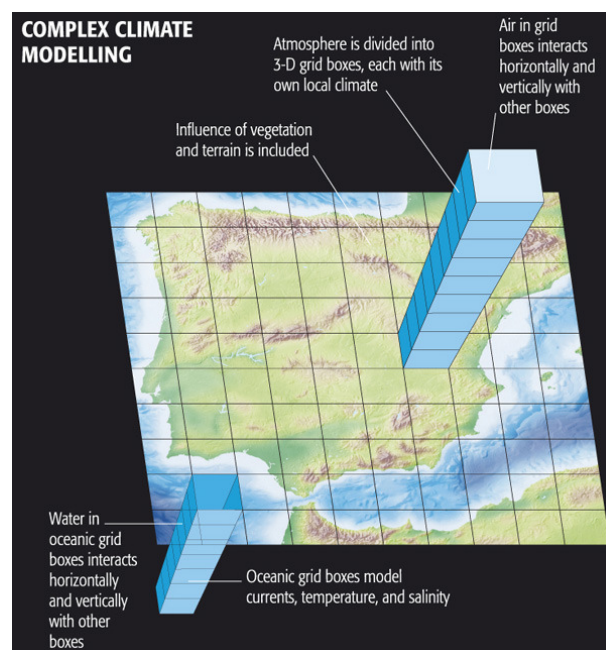 COMPLEX CLIMATE
MODELLING
Atmosphere is divided into
3-D grid boxes, each with its
own local climate
Air in grid
boxes interacts
horizontally and
vertically with
other boxes
Influence of vegetation
and terrain is included
Water in
oceanic grid
boxes interacts
horizontally
and vertically
with other
boxes
Oceanic grid boxes model
currents, temperature, and salinity